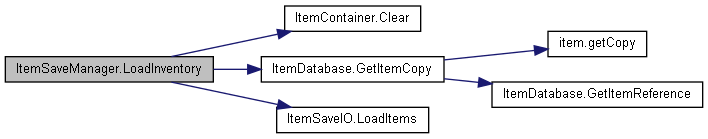 ItemContainer.Clear
item.getCopy
ItemSaveManager.LoadInventory
ItemDatabase.GetItemCopy
ItemDatabase.GetItemReference
ItemSaveIO.LoadItems